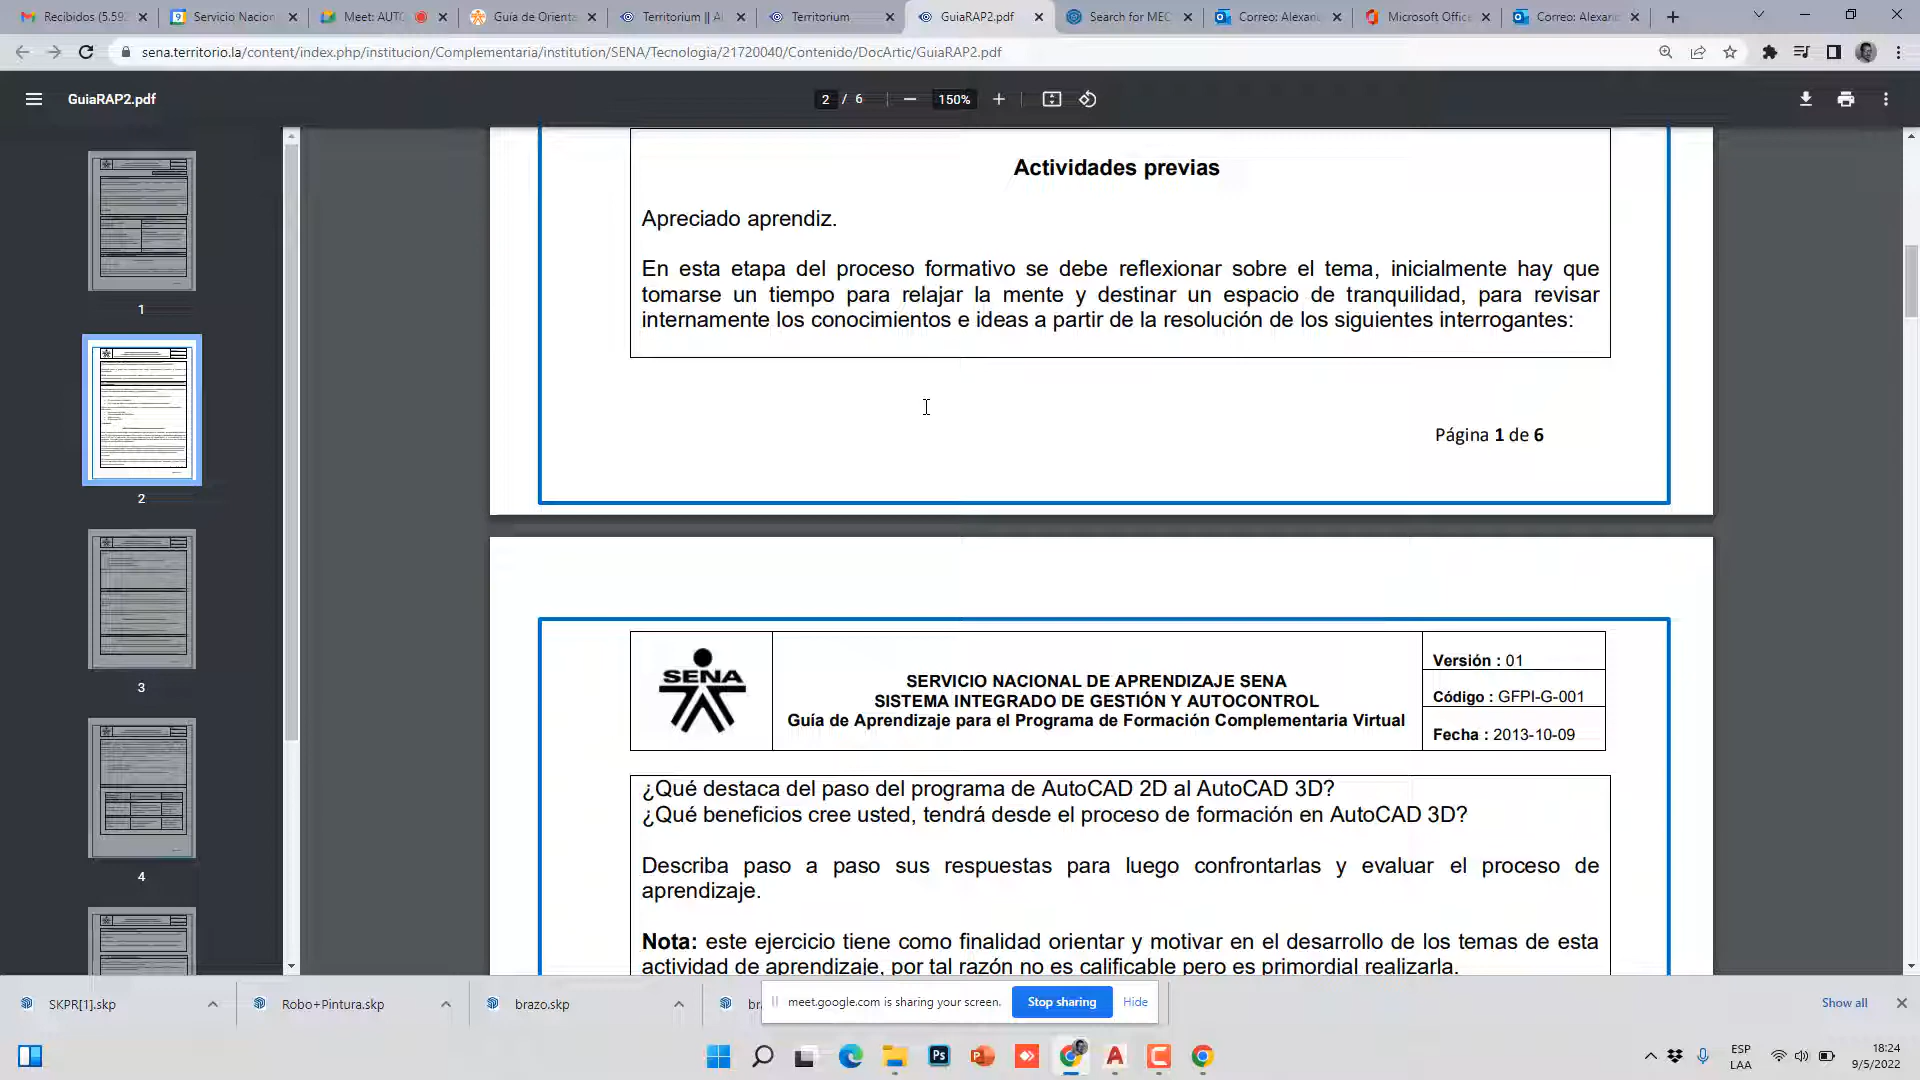 Recibidos (5.592
Servicio Nacion
Meet: AUTO
Guía de Orienta
Territorium || A
Territorium
GuiaRAP2.pdf
Search for MEC
Correo: Alexan
Microsoft Offic
Correo: Alexan
sena.territorio.la/content/index.php/institucion/Complementaria/institution/SENA/Tecnologia/21720040/Contenido/DocArtic/GuiaRAP2.pdf
GuiaRAP2.pdf
2 / 6
150%
1
2
3
4
Actividades previas
Apreciado aprendiz.
En esta etapa del proceso formativo se debe reflexionar sobre el tema, inicialmente hay que
tomarse un tiempo para relajar la mente y destinar un espacio de tranquilidad, para revisar
internamente los conocimientos e ideas a partir de la resolución de los siguientes interrogantes:
Página 1 de 6
SENA
SERVICIO NACIONAL DE APRENDIZAJE SENA
SISTEMA INTEGRADO DE GESTIÓN Y AUTOCONTROL
Guía de Aprendizaje para el Programa de Formación Complementaria Virtual
Versión : 01
Código : GFPI-G-001
Fecha : 2013-10-09
¿Qué destaca del paso del programa de AutoCAD 2D al AutoCAD 3D?
¿Qué beneficios cree usted, tendrá desde el proceso de formación en AutoCAD 3D?
Describa paso a paso sus respuestas para luego confrontarlas y evaluar el proceso de
aprendizaje.
Nota: este ejercicio tiene como finalidad orientar y motivar en el desarrollo de los temas de esta
actividad de aprendizaje, por tal razón no es calificable pero es primordial realizarla.
SKPR[1].skp
Robo+Pintura.skp
brazo.skp
br
meet.google.com is sharing your screen.
Stop sharing
Hide
Show all
ESP
LAA
18:24
9/5/2022